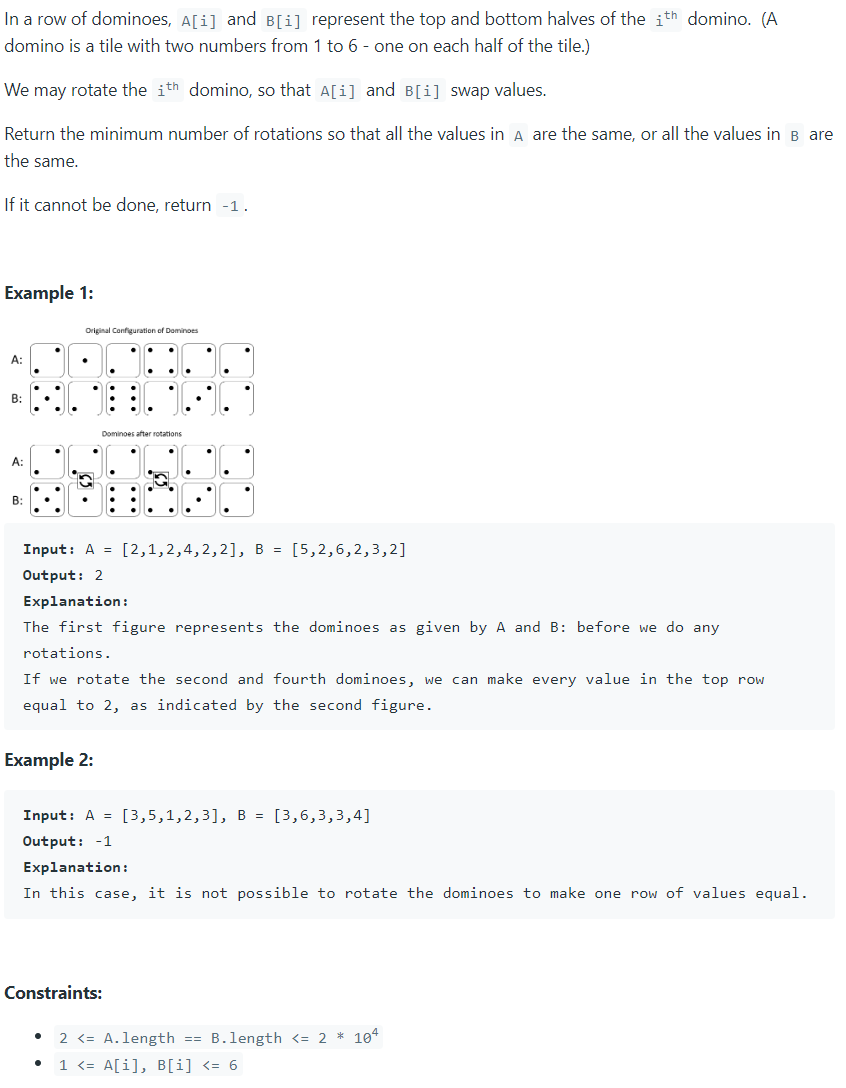 In a row of dominoes, A[i] and B[i] represent the top and bottom halves of the ith domino. (A
domino is a tile with two numbers from 1 to 6 - one on each half of the tile.)
We may rotate the ith domino, so that A[i] and B[i] swap values.
Return the minimum number of rotations so that all the values in A are the same, or all the values in B are
the same.
If it cannot be done, return -1.
Example 1:
Original Configuration of Dominoes
A:
B:
Dominoes after rotations
A:
B:
Input: A = [2,1,2,4,2,2], B = [5,2,6,2,3,2]
Output: 2
Explanation:
The first figure represents the dominoes as given by A and B: before we do any
rotations.
If we rotate the second and fourth dominoes, we can make every value in the top row
equal to 2, as indicated by the second figure.
Example 2:
Input: A = [3,5,1,2,3], B = [3,6,3,3,4]
Output: -1
Explanation:
In this case, it is not possible to rotate the dominoes to make one row of values equal.
Constraints:
• 2 <= A.length == B.length <= 2 * 10^4
• 1 <= A[i], B[i] <= 6